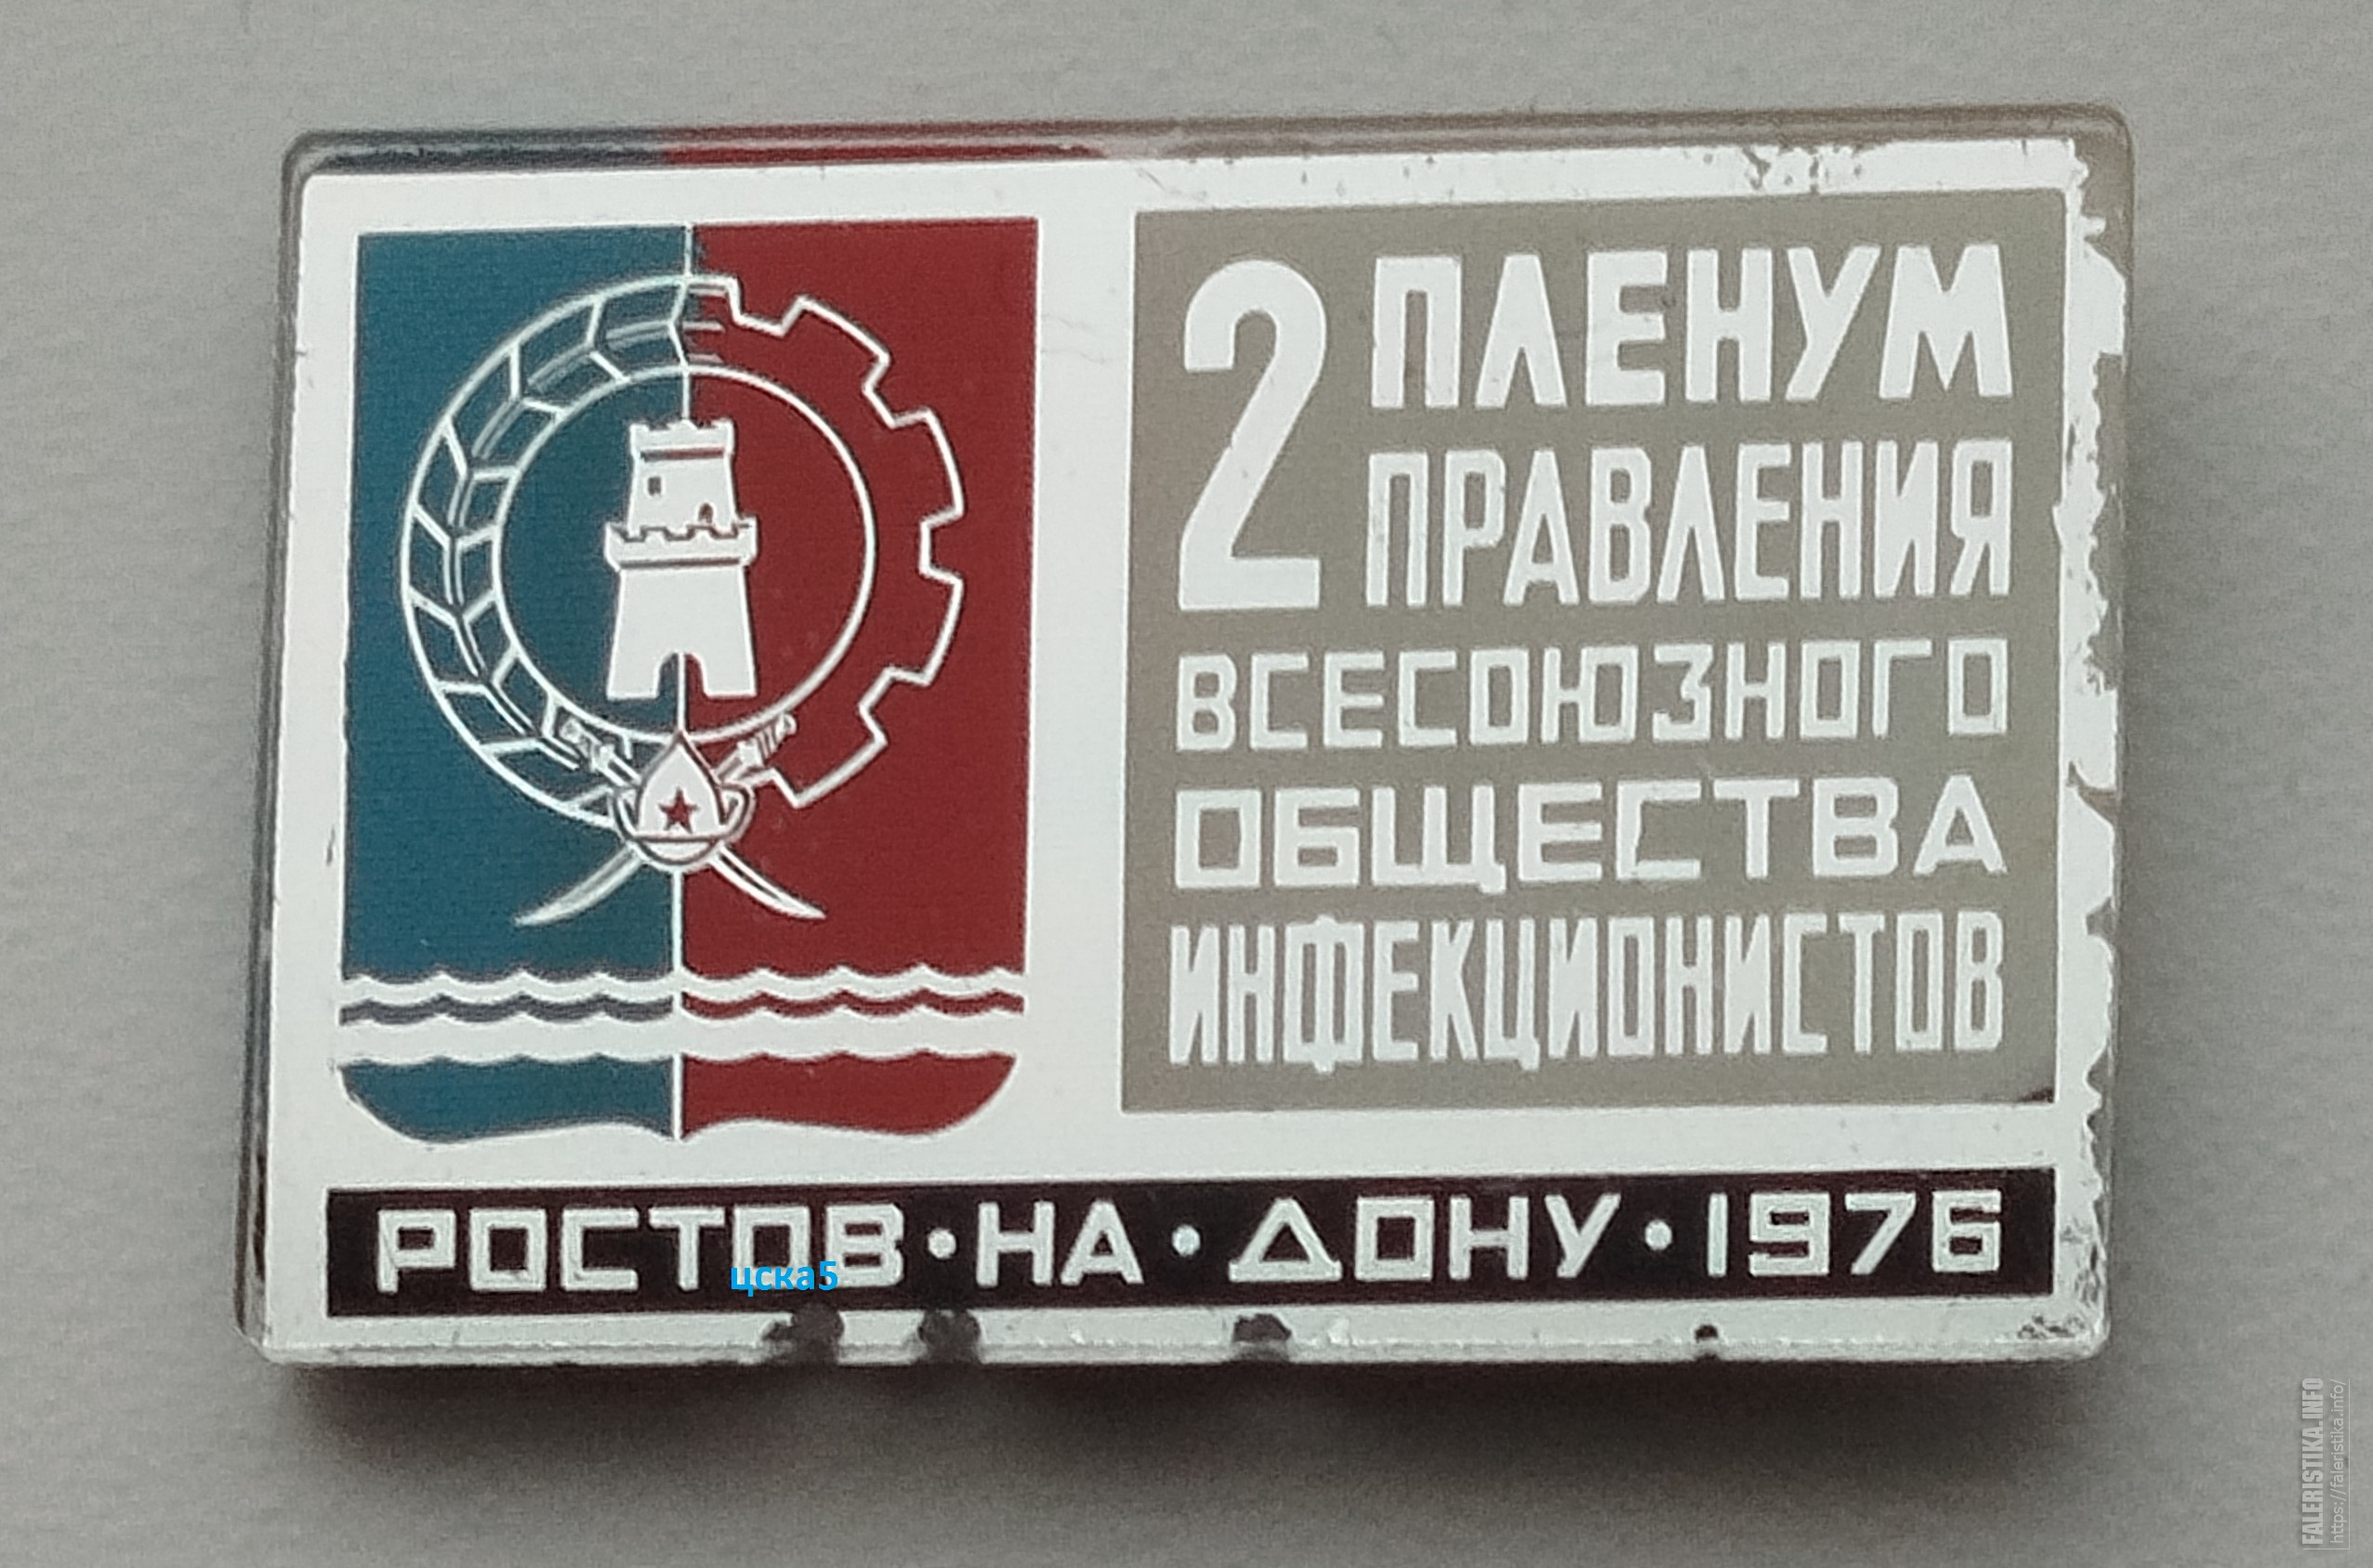 2 ПЛЕНУМ
ПРАВЛЕНИЯ
ВСЕСОЮЗНОГО
ОБЩЕСТВА
ИНФЕКЦИОНИСТОВ
РОСТОВ·НА·ДОНУ·1976
цска5
FALERISTIKA.INFO
https://faleristika.info/